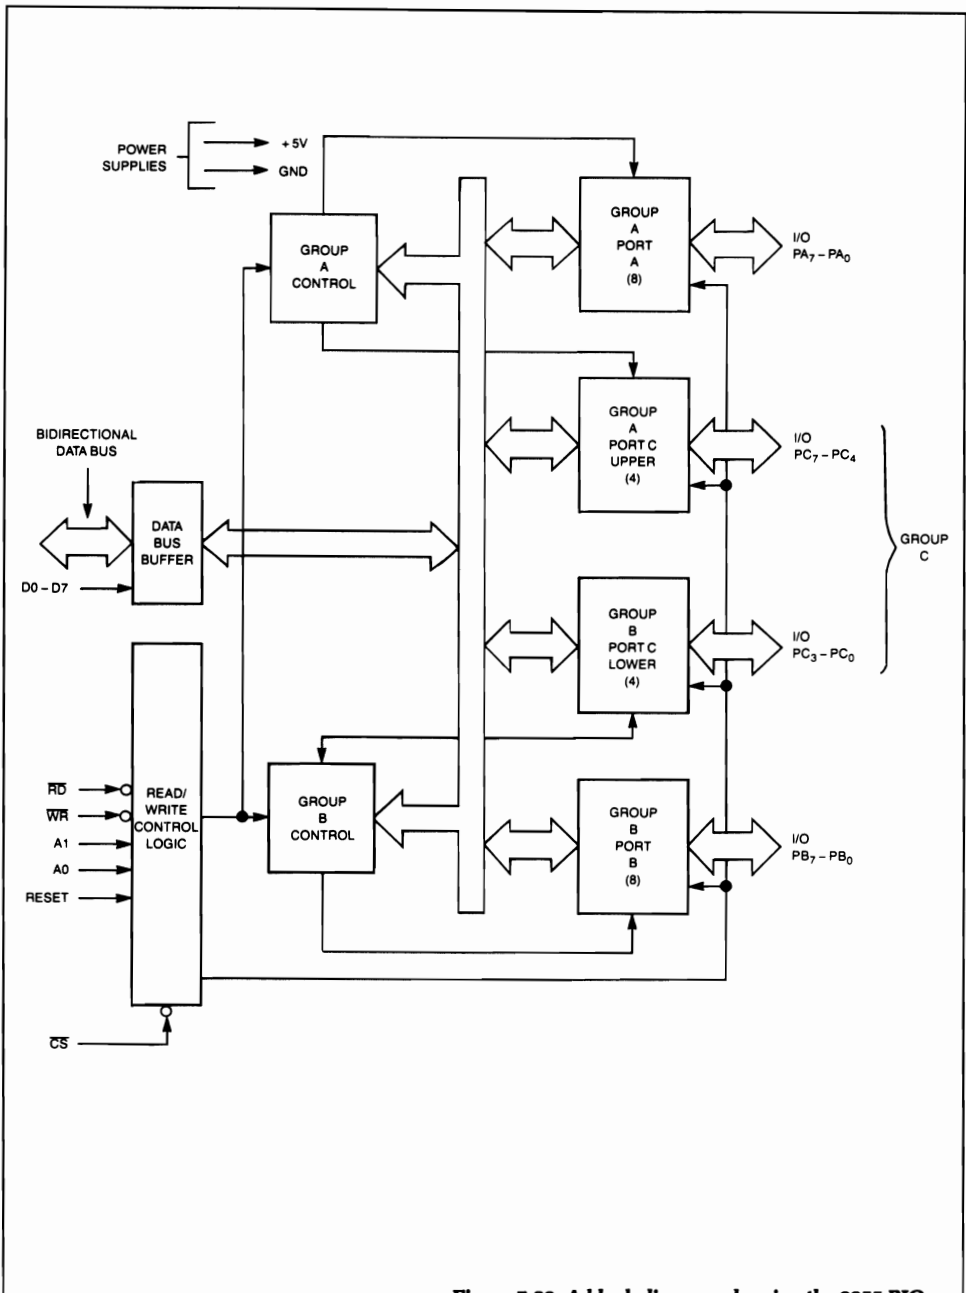 POWER
SUPPLIES
+ 5V
GND
GROUP
A
CONTROL
GROUP
A
PORT
A
(8)
I/O
PA7 – PA0
GROUP
A
PORT C
UPPER
(4)
I/O
PC7 – PC4
BIDIRECTIONAL
DATA BUS
DATA
BUS
BUFFER
D0 – D7
GROUP
C
GROUP
B
PORT C
LOWER
(4)
I/O
PC3 – PC0
RD
WR
A1
A0
RESET
READ/
WRITE
CONTROL
LOGIC
GROUP
B
CONTROL
GROUP
B
PORT
B
(8)
I/O
PB7 – PB0
CS